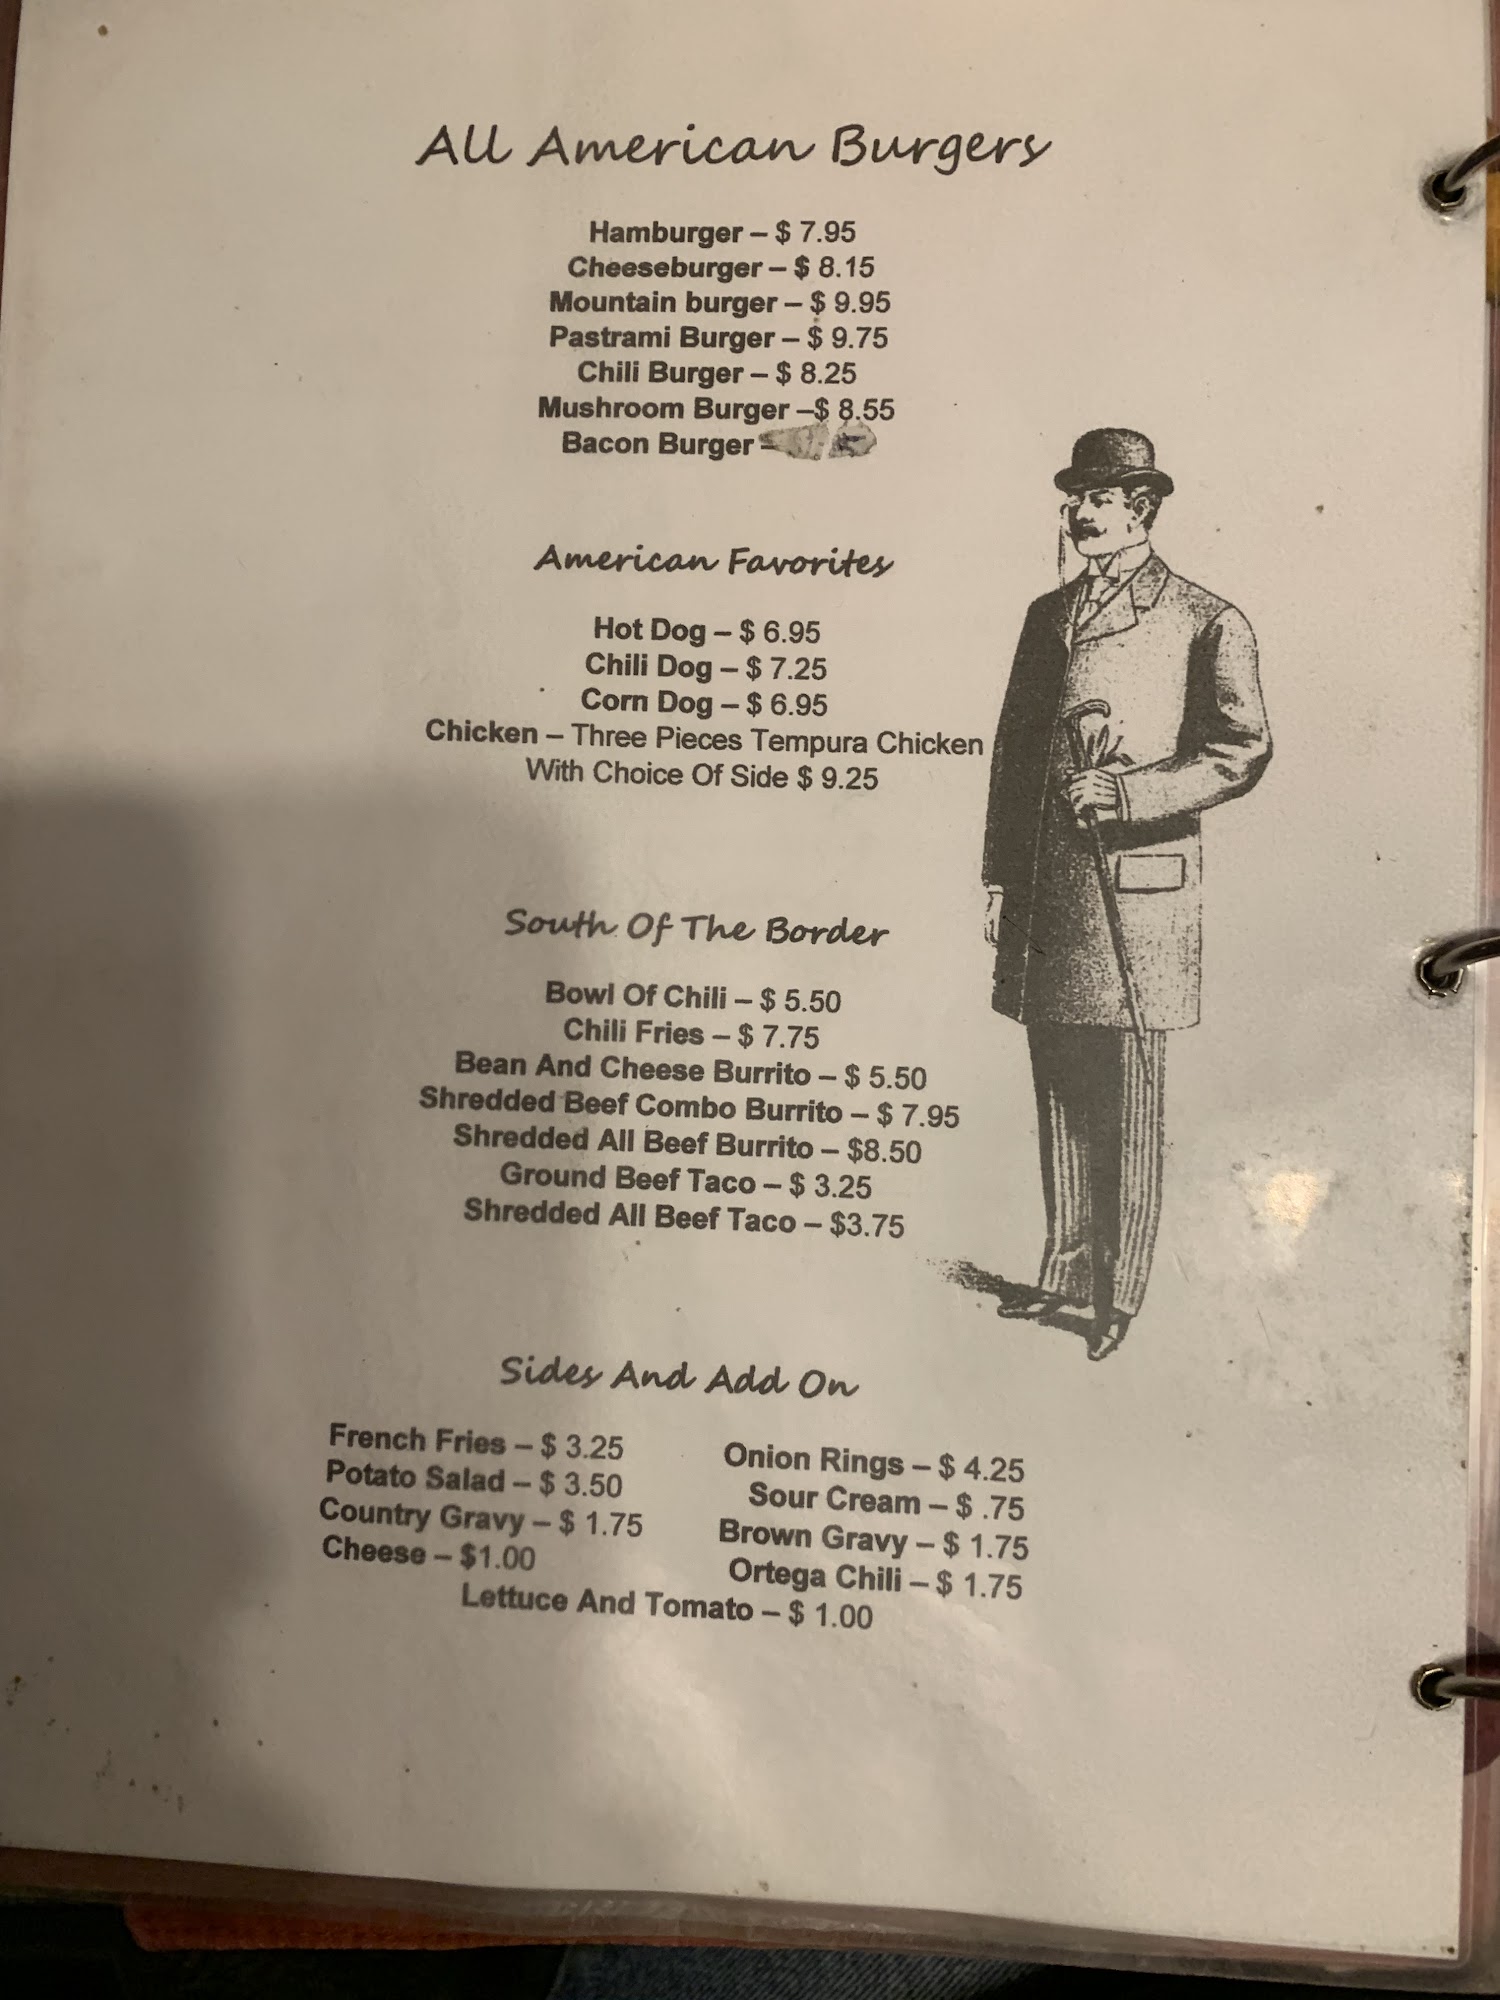 All American Burgers
Hamburger – $ 7.95
Cheeseburger – $ 8.15
Mountain burger – $ 9.95
Pastrami Burger – $ 9.75
Chili Burger – $ 8.25
Mushroom Burger –$ 8.55
Bacon Burger –
American Favorites
Hot Dog – $ 6.95
Chili Dog – $ 7.25
Corn Dog – $ 6.95
Chicken – Three Pieces Tempura Chicken
With Choice Of Side $ 9.25
South Of The Border
Bowl Of Chili – $ 5.50
Chili Fries – $ 7.75
Bean And Cheese Burrito – $ 5.50
Shredded Beef Combo Burrito – $ 7.95
Shredded All Beef Burrito – $8.50
Ground Beef Taco – $ 3.25
Shredded All Beef Taco – $3.75
Sides And Add On
French Fries – $ 3.25
Potato Salad – $ 3.50
Country Gravy – $ 1.75
Cheese – $1.00
Onion Rings – $ 4.25
Sour Cream – $ .75
Brown Gravy – $ 1.75
Ortega Chili – $ 1.75
Lettuce And Tomato – $ 1.00